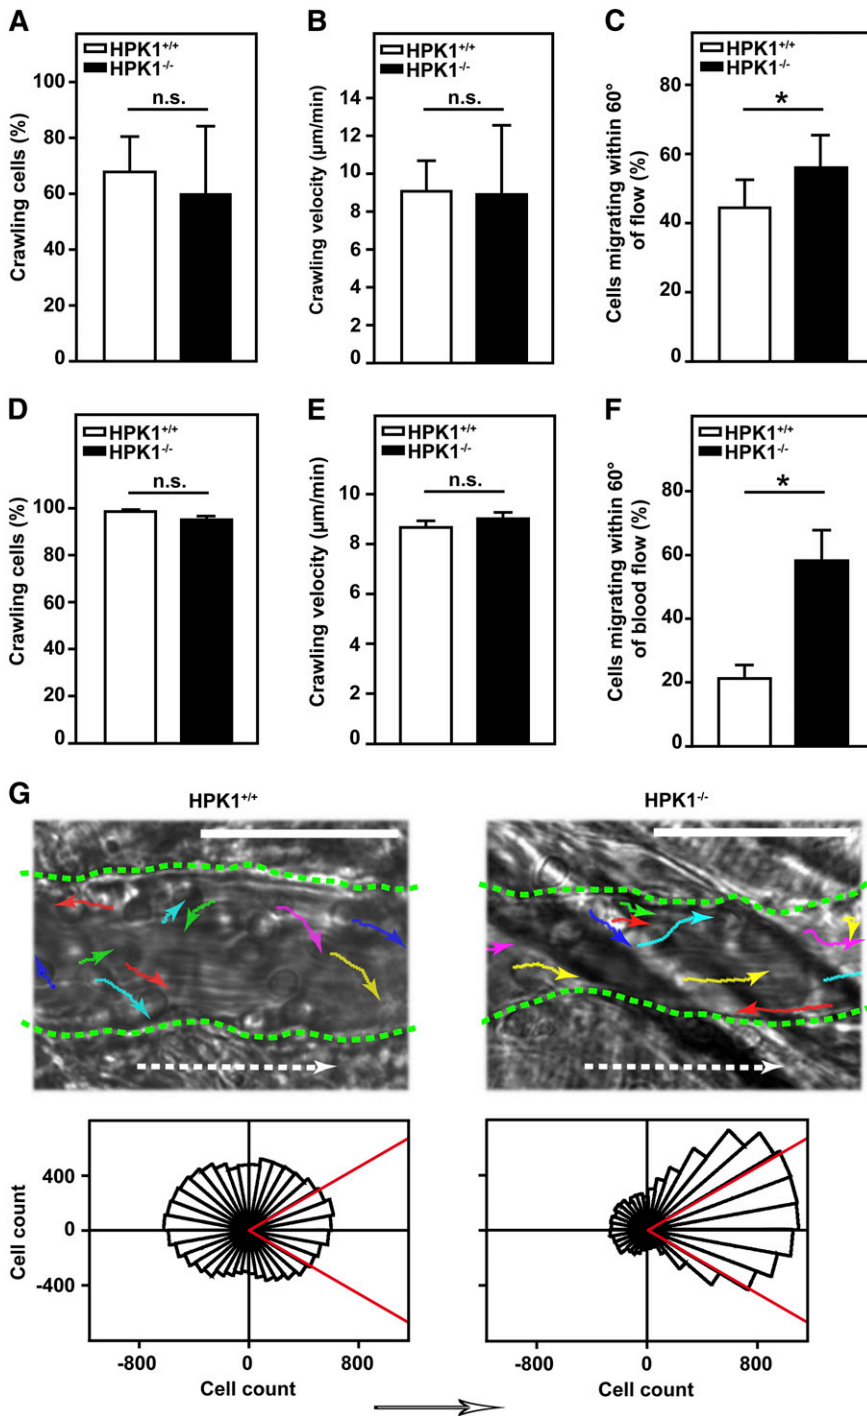 A
HPK1+/+
HPK1-/-
n.s.
Crawling cells (%)
100
80
60
40
20
0
B
HPK1+/+
HPK1-/-
n.s.
Crawling velocity (µm/min)
14
12
10
8
6
4
2
0
C
HPK1+/+
HPK1-/-
*
Cells migrating within 60°
of flow (%)
80
60
40
20
0
D
HPK1+/+
HPK1-/-
n.s.
Crawling cells (%)
100
80
60
40
20
0
E
HPK1+/+
HPK1-/-
n.s.
Crawling velocity (µm/min)
10
8
6
4
2
0
F
HPK1+/+
HPK1-/-
*
Cells migrating within 60°
of blood flow (%)
80
60
40
20
0
G
HPK1+/+
HPK1-/-
Cell count
400
0
-400
-800
0
800
Cell count
-800
0
800
Cell count